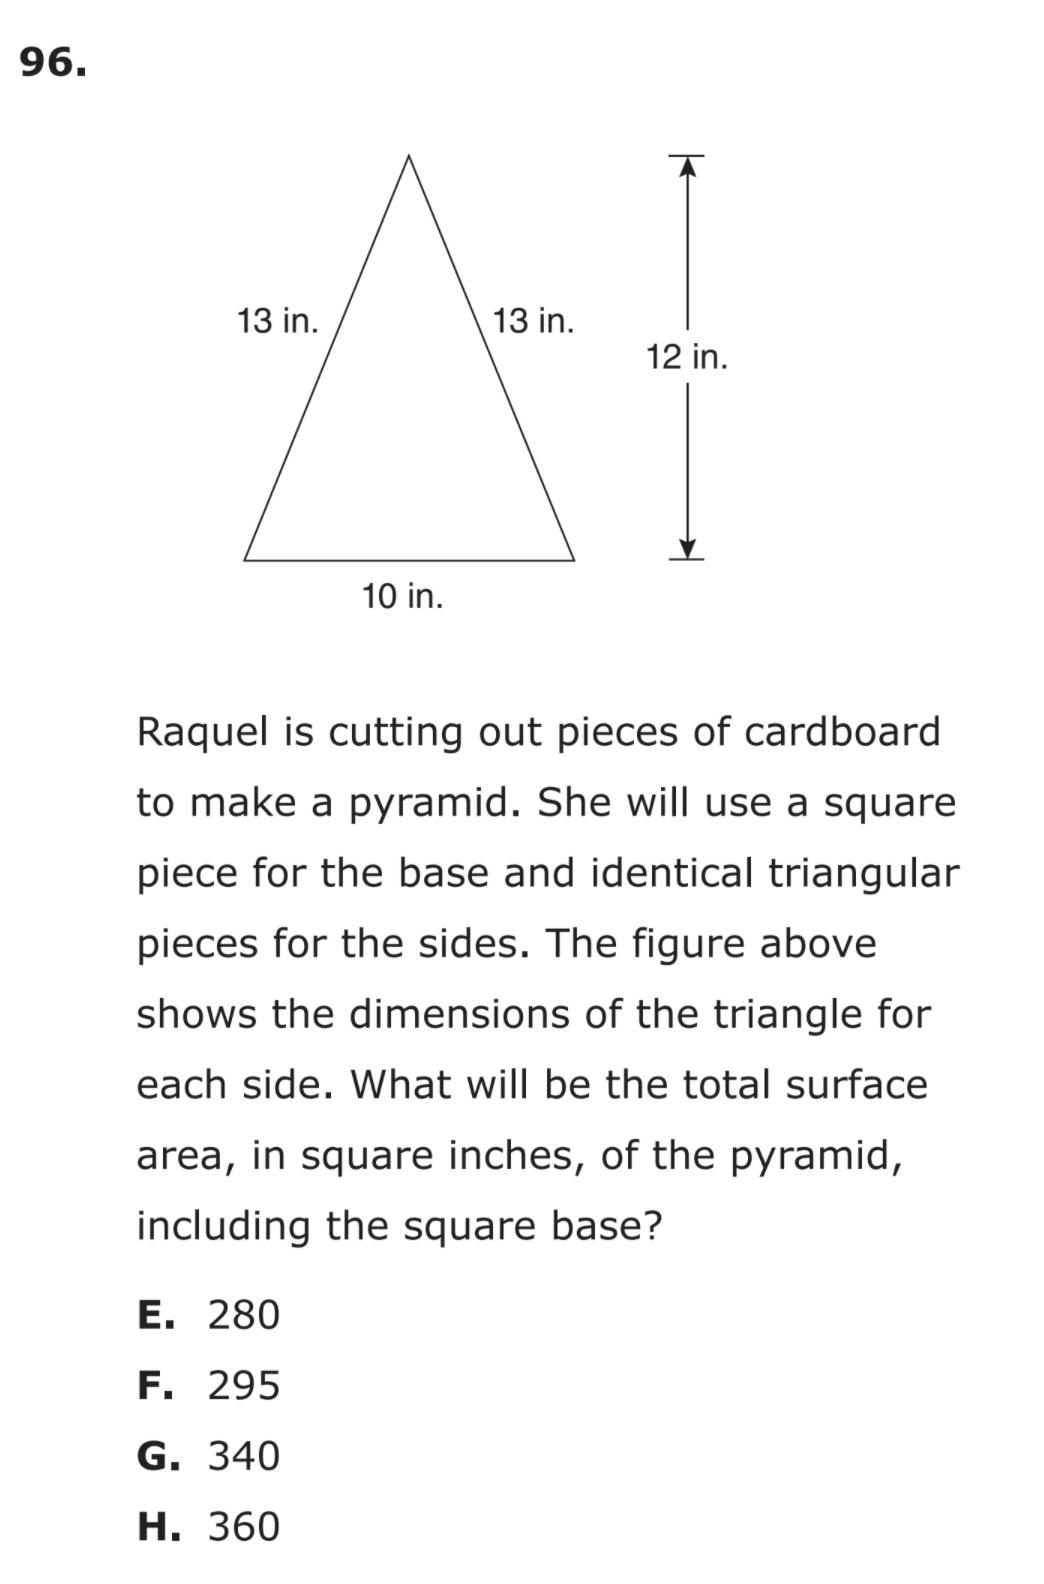 96.
13 in.
13 in.
12 in.
10 in.
Raquel is cutting out pieces of cardboard
to make a pyramid. She will use a square
piece for the base and identical triangular
pieces for the sides. The figure above
shows the dimensions of the triangle for
each side. What will be the total surface
area, in square inches, of the pyramid,
including the square base?
E. 280
F. 295
G. 340
H. 360